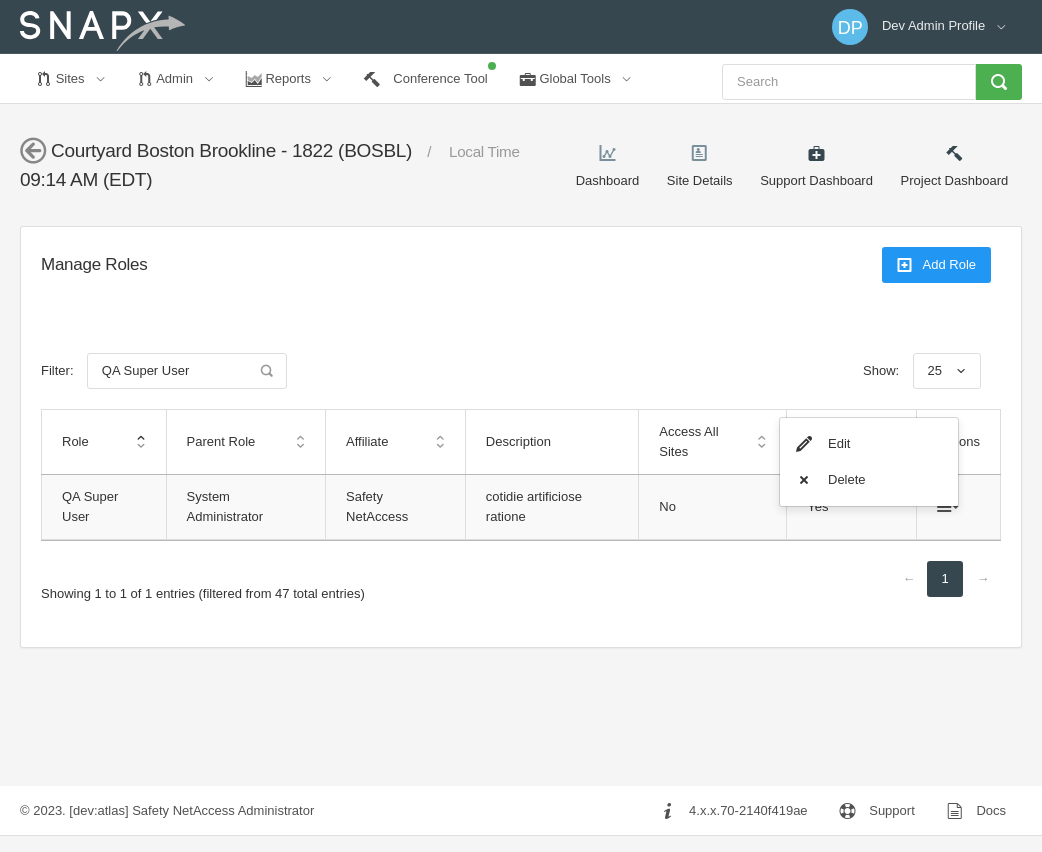 SNAPX
DP Dev Admin Profile
Sites
Admin
Reports
Conference Tool
Global Tools
Search
Courtyard Boston Brookline - 1822 (BOSBL) / Local Time
09:14 AM (EDT)
Dashboard
Site Details
Support Dashboard
Project Dashboard
Manage Roles
Add Role
Filter: QA Super User
Show: 25
Role
Parent Role
Affiliate
Description
Access All
Sites
ons
Edit
Delete
QA Super
User
System
Administrator
Safety
NetAccess
cotidie artificiose
ratione
No
Yes
← 1 →
Showing 1 to 1 of 1 entries (filtered from 47 total entries)
© 2023. [dev:atlas] Safety NetAccess Administrator
4.x.x.70-2140f419ae
Support
Docs